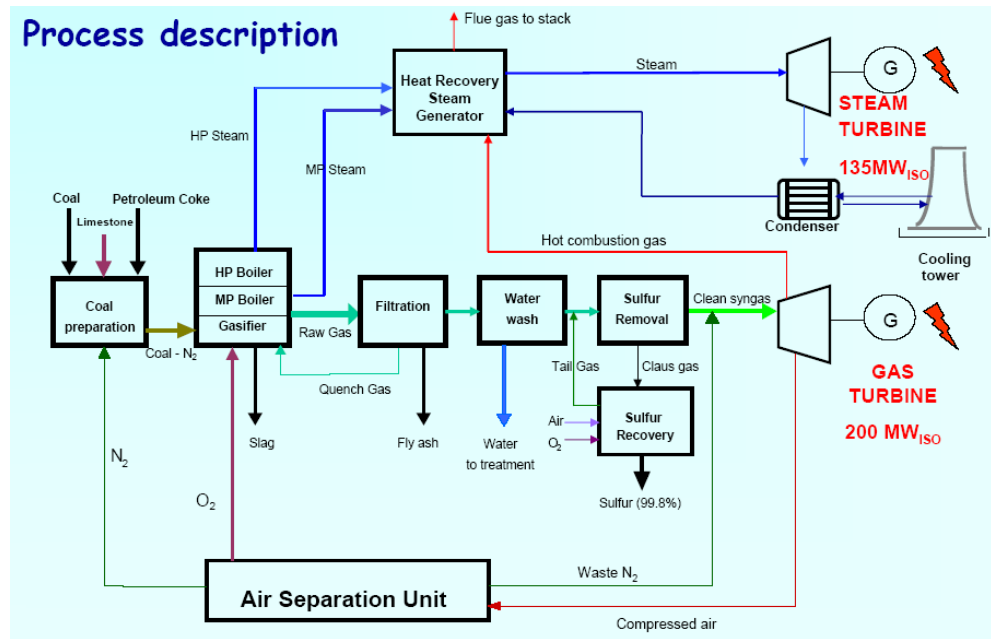 Process description
Flue gas to stack
Heat Recovery
Steam
Generator
Steam
G
STEAM
TURBINE
135MWISO
HP Steam
MP Steam
Condenser
Cooling
tower
Hot combustion gas
Coal
Petroleum Coke
Limestone
Coal
preparation
Coal - N2
HP Boiler
MP Boiler
Gasifier
Raw Gas
Filtration
Quench Gas
Water
wash
Sulfur
Removal
Clean syngas
G
GAS
TURBINE
200 MWISO
Tail Gas
Claus gas
Air
O2
Sulfur
Recovery
Slag
Fly ash
Water
to treatment
Sulfur (99.8%)
N2
O2
Air Separation Unit
Waste N2
Compressed air